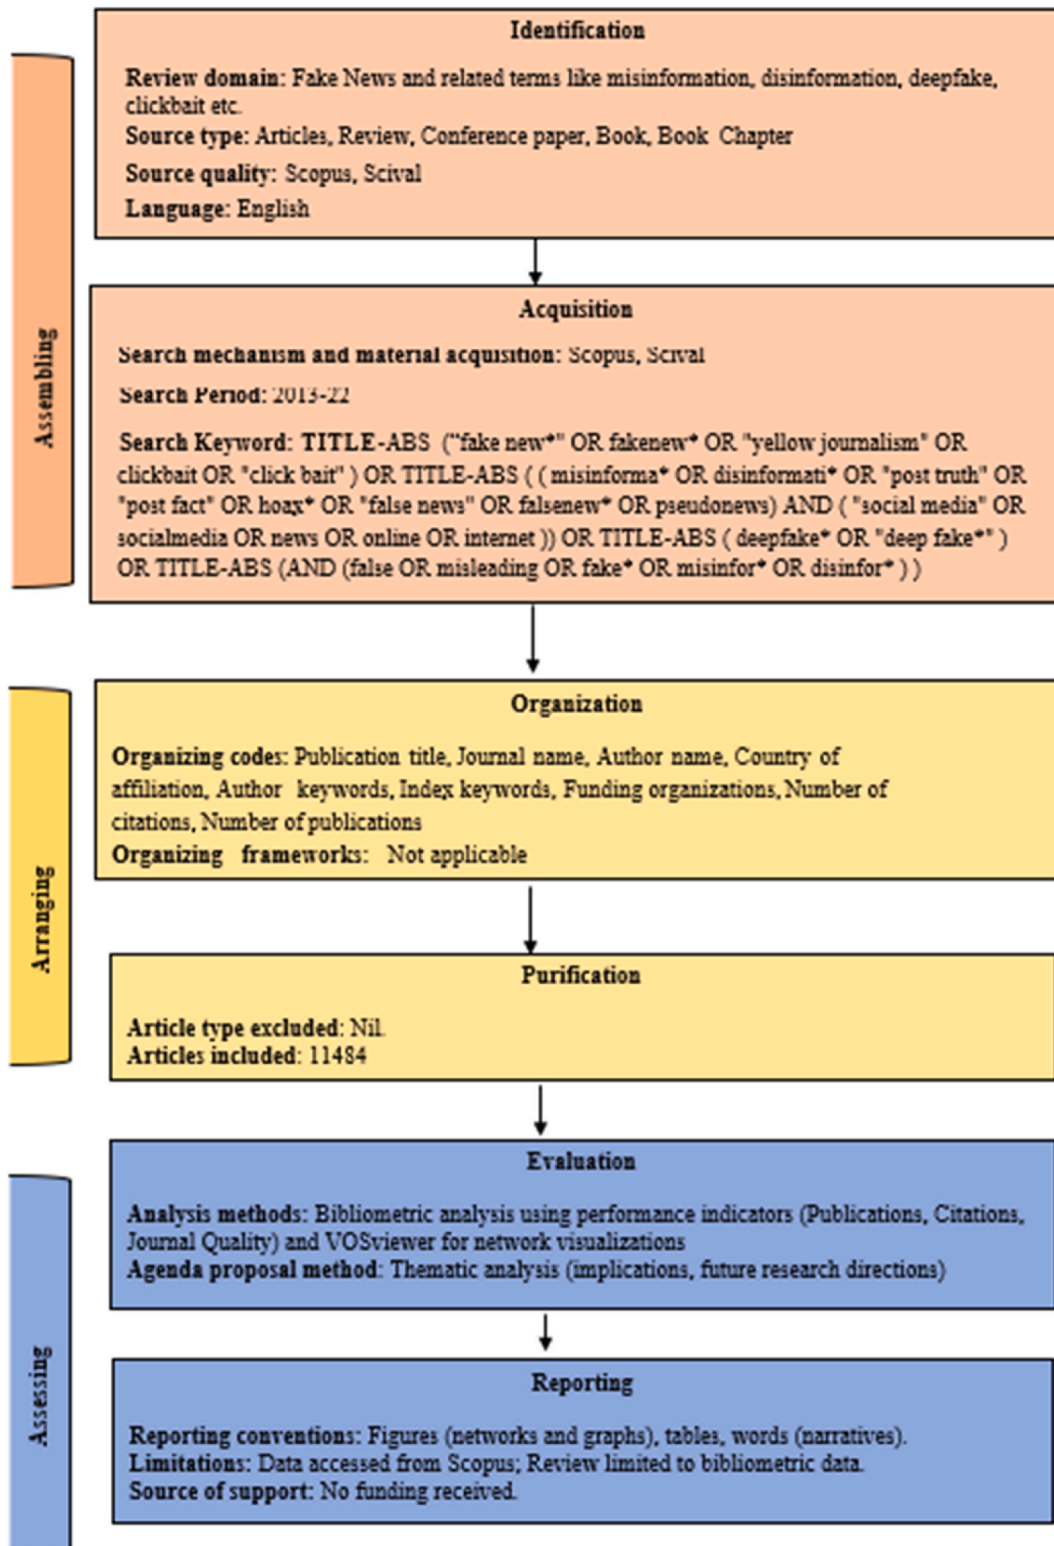 Identification
Review domain: Fake News and related terms like misinformation, disinformation, deepfake,
clickbait etc.
Source type: Articles, Review, Conference paper, Book, Book Chapter
Source quality: Scopus, Scival
Language: English
Assembling
Acquisition
Search mechanism and material acquisition: Scopus, Scival
Search Period: 2013-22
Search Keyword: TITLE-ABS ("fake new*" OR fakenew* OR "yellow journalism" OR
clickbait OR "click bait" ) OR TITLE-ABS ( ( misinforma* OR disinformati* OR "post truth" OR
"post fact" OR hoax* OR "false news" OR falsenew* OR pseudonews) AND ( "social media" OR
socialmedia OR news OR online OR internet )) OR TITLE-ABS ( deepfake* OR "deep fake*" )
OR TITLE-ABS (AND (false OR misleading OR fake* OR misinfor* OR disinfor* ) )
Organization
Organizing codes: Publication title, Journal name, Author name, Country of
affiliation, Author keywords, Index keywords, Funding organizations, Number of
citations, Number of publications
Organizing frameworks: Not applicable
Arranging
Purification
Article type excluded: Nil.
Articles included: 11484
Evaluation
Analysis methods: Bibliometric analysis using performance indicators (Publications, Citations,
Journal Quality) and VOSviewer for network visualizations
Agenda proposal method: Thematic analysis (implications, future research directions)
Assessing
Reporting
Reporting conventions: Figures (networks and graphs), tables, words (narratives).
Limitations: Data accessed from Scopus; Review limited to bibliometric data.
Source of support: No funding received.